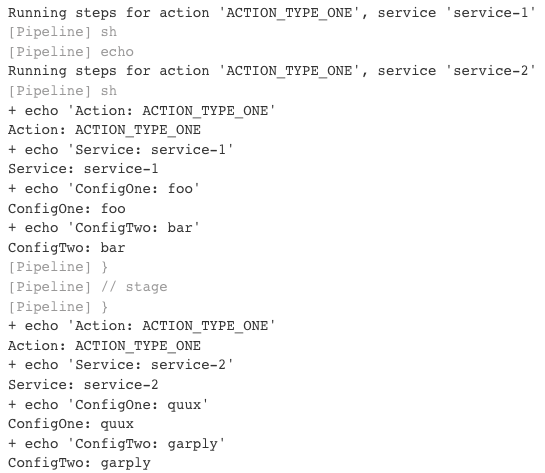 Running steps for action 'ACTION_TYPE_ONE', service 'service-1'
[Pipeline] sh
[Pipeline] echo
Running steps for action 'ACTION_TYPE_ONE', service 'service-2'
[Pipeline] sh
+ echo 'Action: ACTION_TYPE_ONE'
Action: ACTION_TYPE_ONE
+ echo 'Service: service-1'
Service: service-1
+ echo 'ConfigOne: foo'
ConfigOne: foo
+ echo 'ConfigTwo: bar'
ConfigTwo: bar
[Pipeline] }
[Pipeline] // stage
[Pipeline] }
+ echo 'Action: ACTION_TYPE_ONE'
Action: ACTION_TYPE_ONE
+ echo 'Service: service-2'
Service: service-2
+ echo 'ConfigOne: quux'
ConfigOne: quux
+ echo 'ConfigTwo: garply'
ConfigTwo: garply